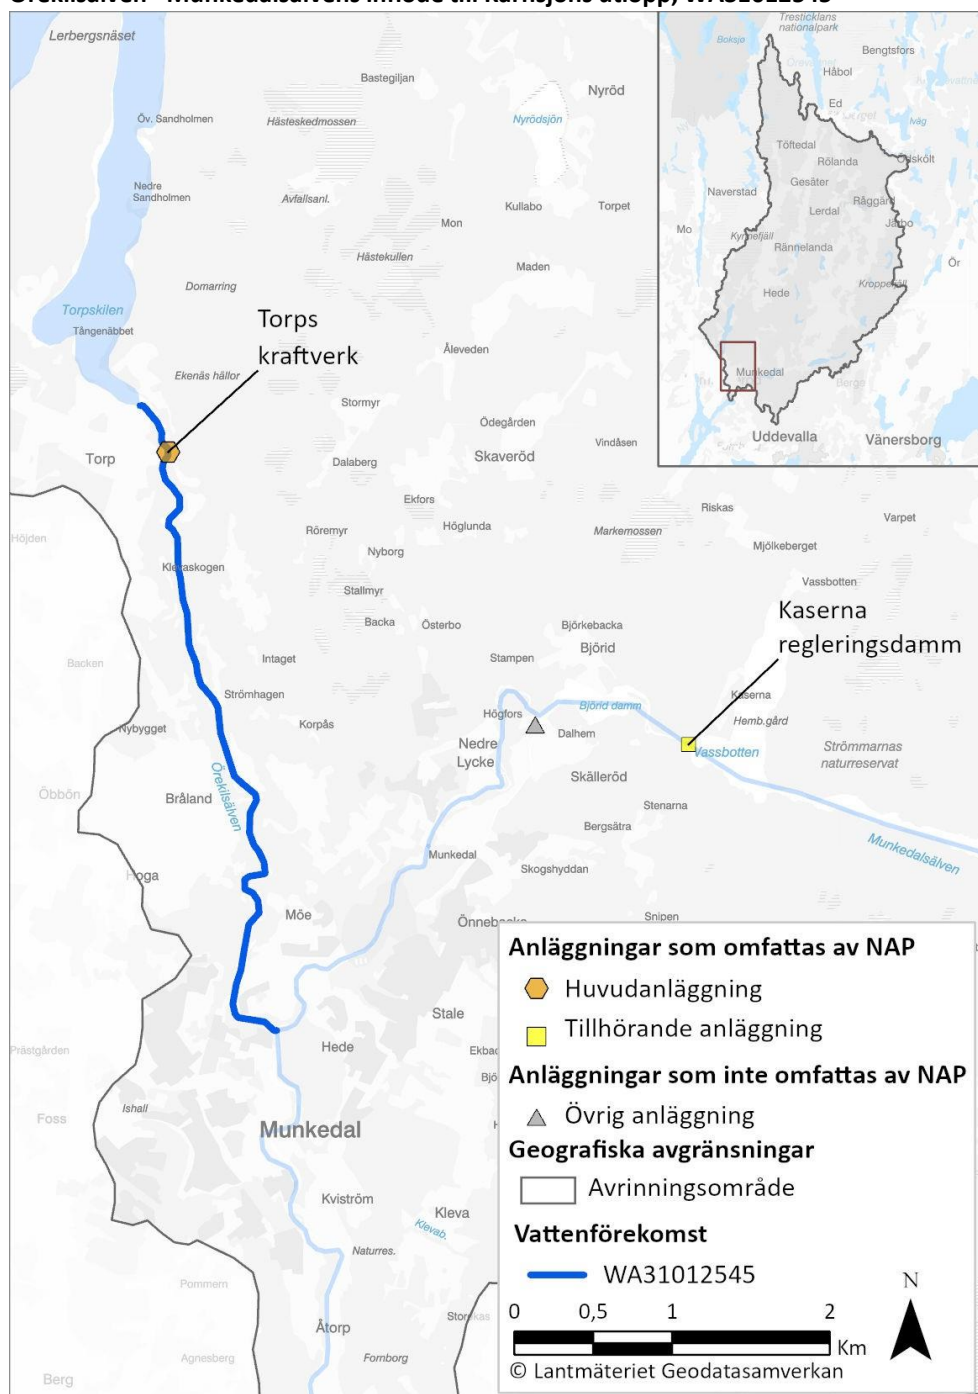 Örekilsälven - Munkedalsälvens inflöde till Kärnsjöns utlopp, WA31012545
Lerbergsnäset
Bastegiljan
Nyröd
Öv. Sandholmen
Hästeskedmossen
Nyrödsjön
Nedre
Sandholmen
Avfallsanl.
Kullabo
Torpet
Mon
Hästekullen
Maden
Domarring
Torpskilen
Tångenäbbet
Torps
kraftverk
Åleveden
Ekenäs hällor
Stormyr
Ödegården
Vindåsen
Torp
Dalaberg
Skaveröd
Ekfors
Riskas
Varpet
Höjden
Röremyr
Höglunda
Markemossen
Mjölkeberget
Nyborg
Klevaskogen
Vassbotten
Stallmyr
Kaserna
regleringsdamm
Backa
Österbo
Björkebacka
Björid
Backen
Intaget
Stampen
Strömhagen
Kaserna
Björid damm
Högfors
Hemb.gård
Nybygget
Korpås
Dalhem
Nedre
Lycke
Vassbotten
Strömmarnas
naturreservat
Skälleröd
Öbbön
Bråland
Örekilsälven
Stenarna
Bergsätra
Munkedal
Munkedalsälven
Skogshyddan
Hoga
Möe
Önnebacka
Snipen
Stale
Prästgården
Hede
Ishall
Foss
Munkedal
Kviström
Kleva
Klevab.
Naturres.
Pommern
Åtorp
Agnesberg
Fornborg
Berg
Tresticklans
nationalpark
Boksjø
Bengtsfors
Håbol
Ed
Iväg
Töftedal
Rölanda
Ödskölt
Gesäter
Naverstad
Råggärd
Lerdal
Järbo
Mo
Kynnefjäll
Rännelanda
Ör
Hede
Kroppefjäll
Munkedal
Uddevalla
Vänersborg
Anläggningar som omfattas av NAP
Huvudanläggning
Tillhörande anläggning
Anläggningar som inte omfattas av NAP
Övrig anläggning
Geografiska avgränsningar
Avrinningsområde
Vattenförekomst
WA31012545
N
0 0,5 1 2
Km
© Lantmäteriet Geodatasamverkan